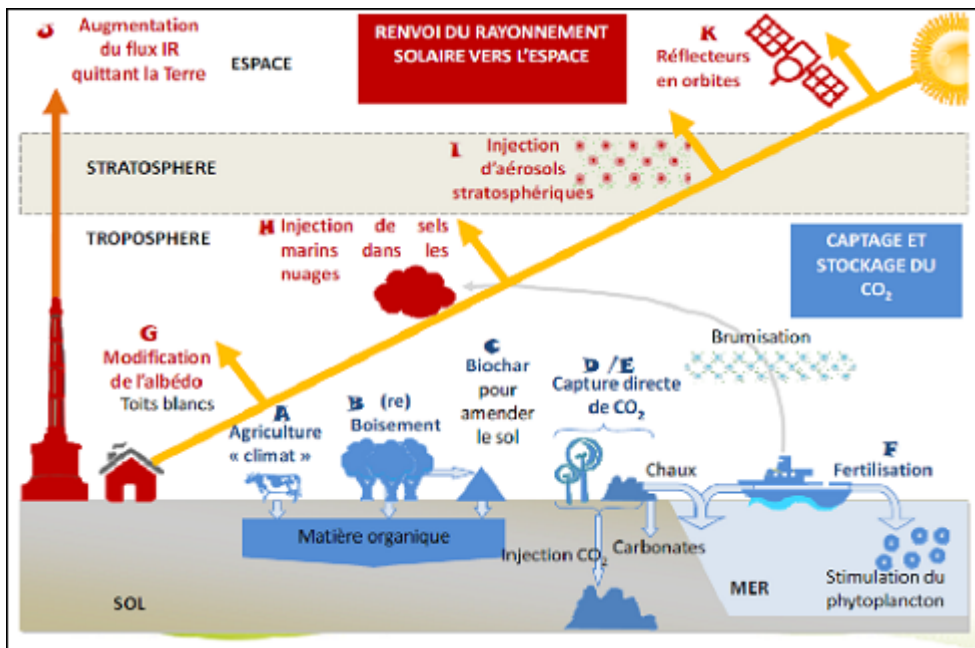 J Augmentation
du flux IR
quittant la Terre
ESPACE
RENVOI DU RAYONNEMENT
SOLAIRE VERS L'ESPACE
K
Réflecteurs
en orbites
STRATOSPHERE
I Injection
d'aérosols
stratosphériques
TROPOSPHERE
H Injection de sels
marins dans les
nuages
CAPTAGE ET
STOCKAGE DU
CO₂
Brumisation
G
Modification
de l'albédo
Toits blancs
A
Agriculture
« climat »
B (re)
Boisement
C
Biochar
pour
amender
le sol
D /E
Capture directe
de CO₂
Chaux
F
Fertilisation
Matière organique
Injection CO₂
Carbonates
SOL
MER
Stimulation du
phytoplancton